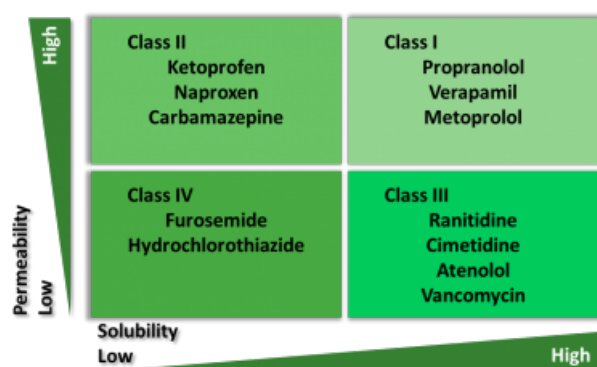 High
Class II
Ketoprofen
Naproxen
Carbamazepine
Class I
Propranolol
Verapamil
Metoprolol
Permeability
Low
Class IV
Furosemide
Hydrochlorothiazide
Class III
Ranitidine
Cimetidine
Atenolol
Vancomycin
Solubility
Low
High